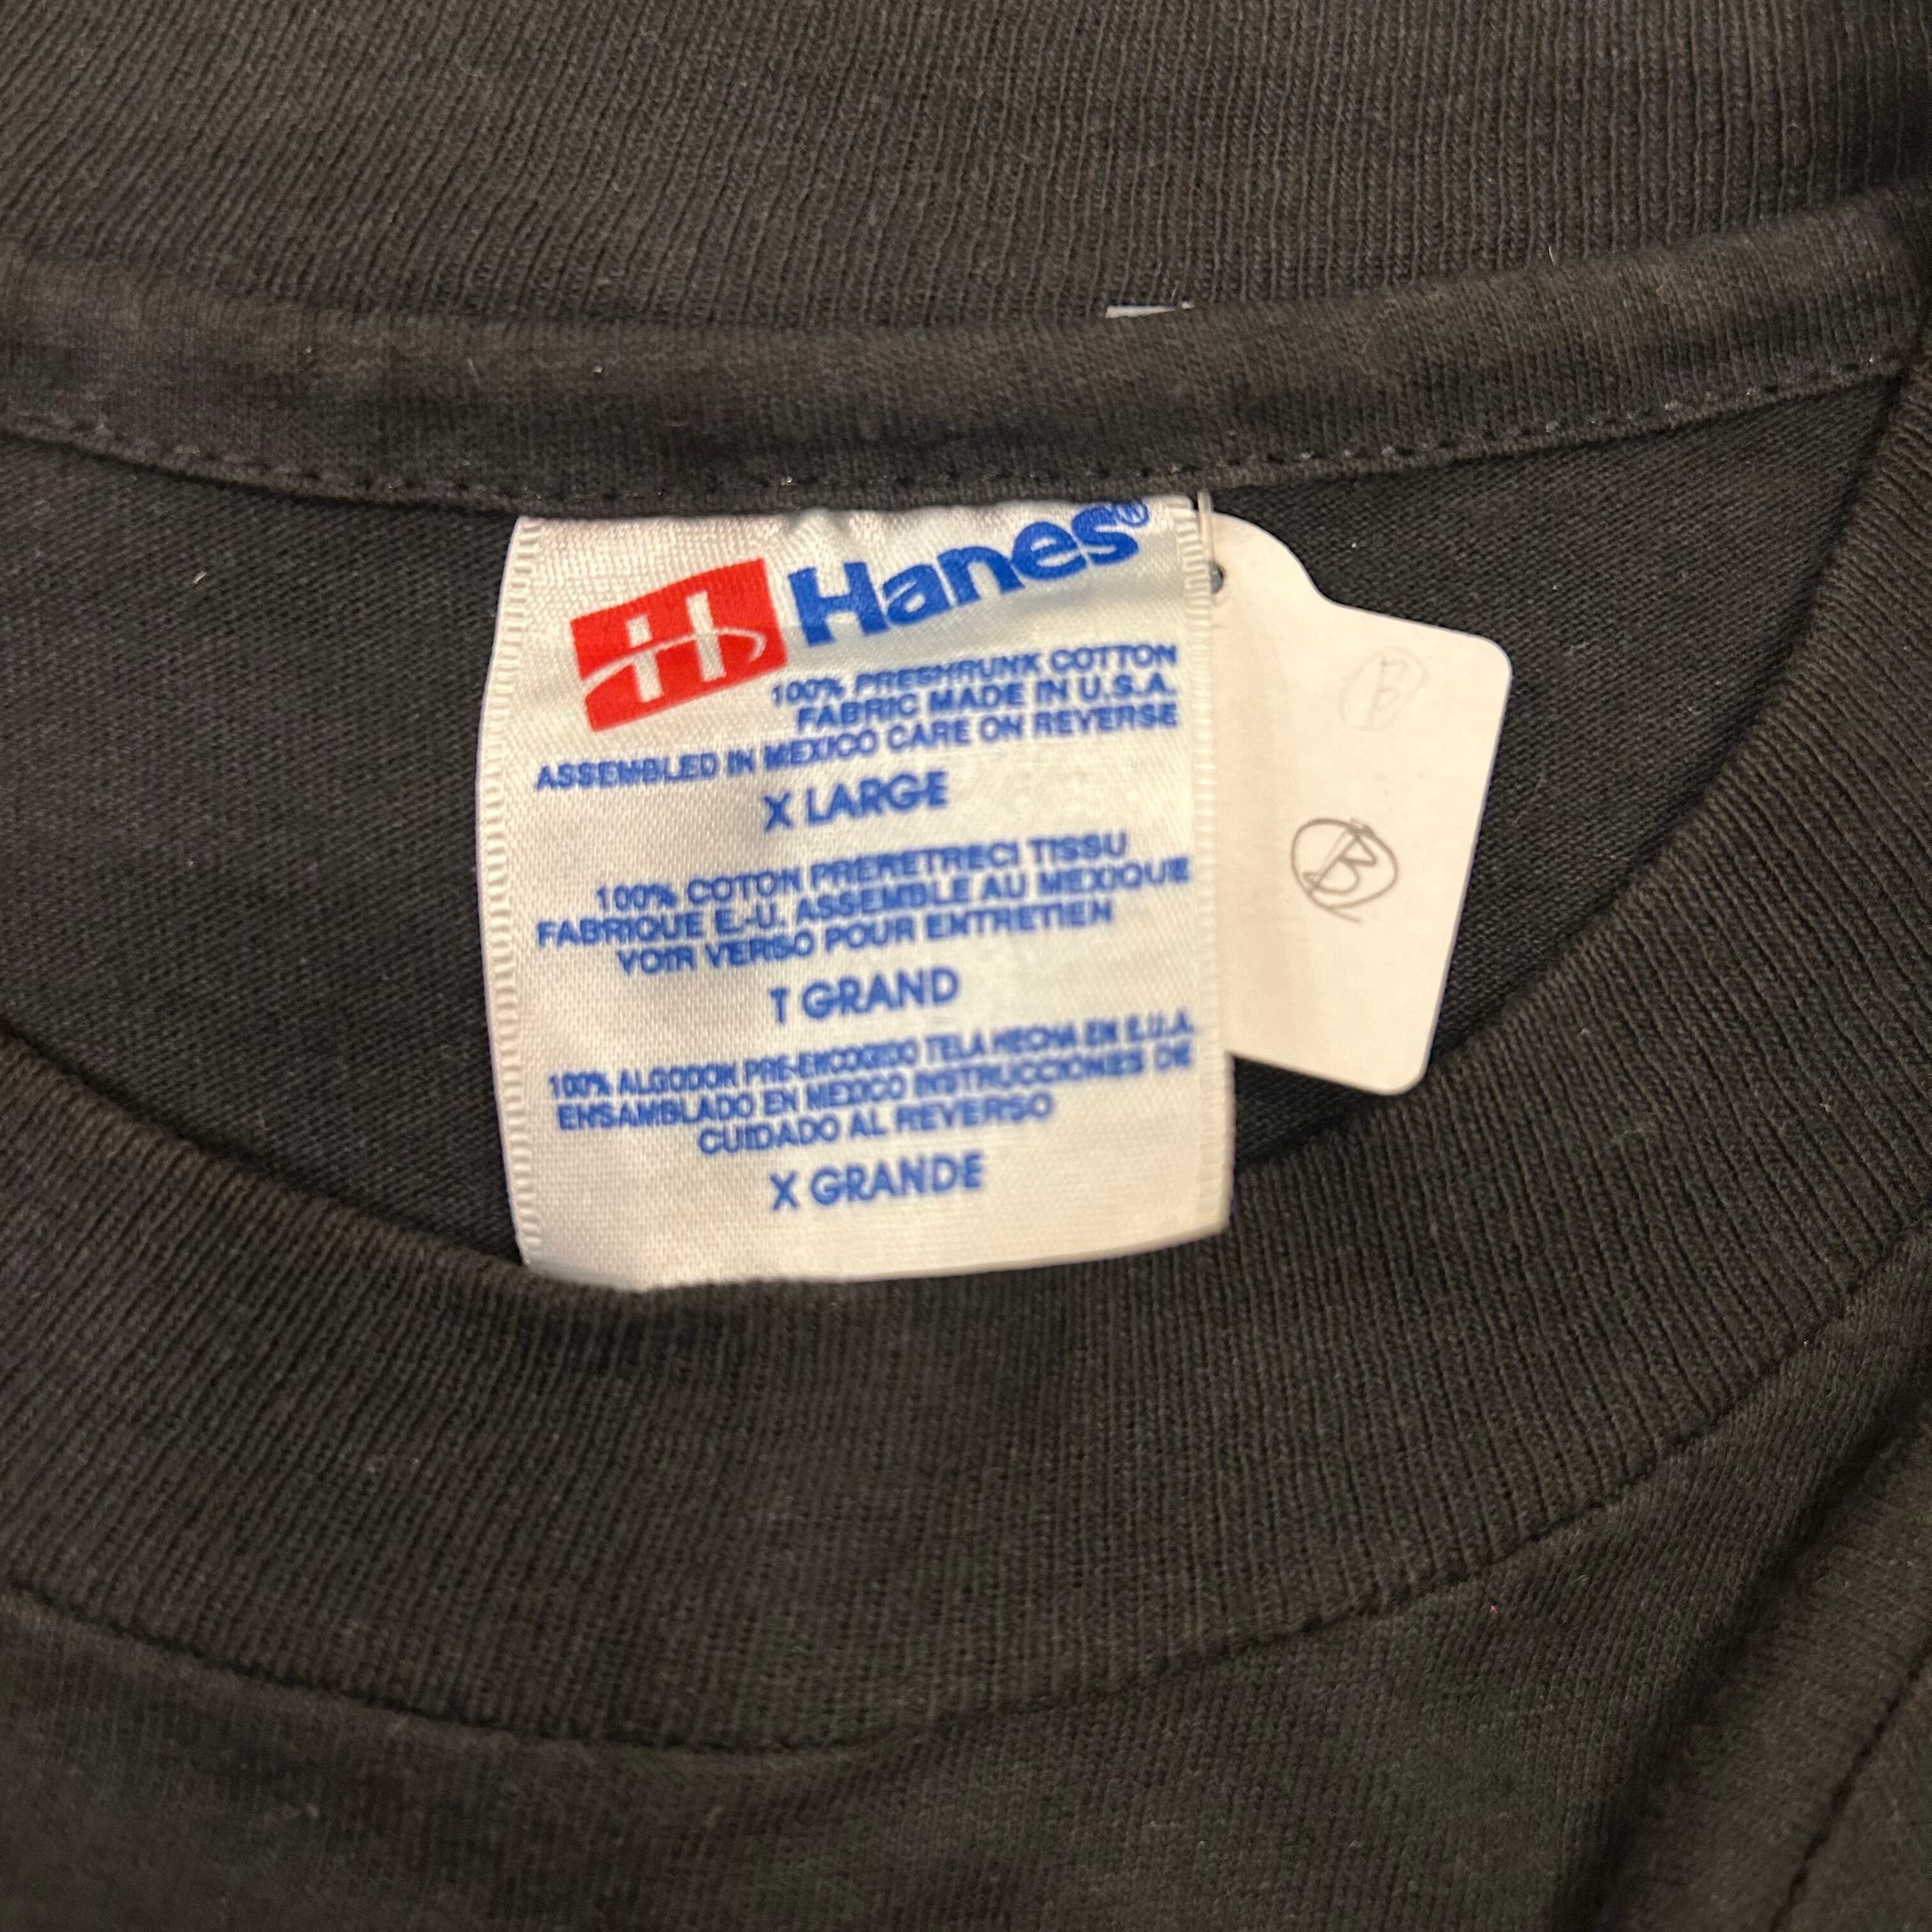 Hanes®
100% PRESHRUNK COTTON
FABRIC MADE IN U.S.A.
ASSEMBLED IN MEXICO CARE ON REVERSE
X LARGE
100% COTON PRERETRECI TISSU
FABRIQUE E.-U. ASSEMBLE AU MEXIQUE
VOIR VERSO POUR ENTRETIEN
T GRAND
100% ALGODON PRE-ENCOGIDO TELA HECHA EN E.U.A.
ENSAMBLADO EN MEXICO INSTRUCCIONES DE
CUIDADO AL REVERSO
X GRANDE
B